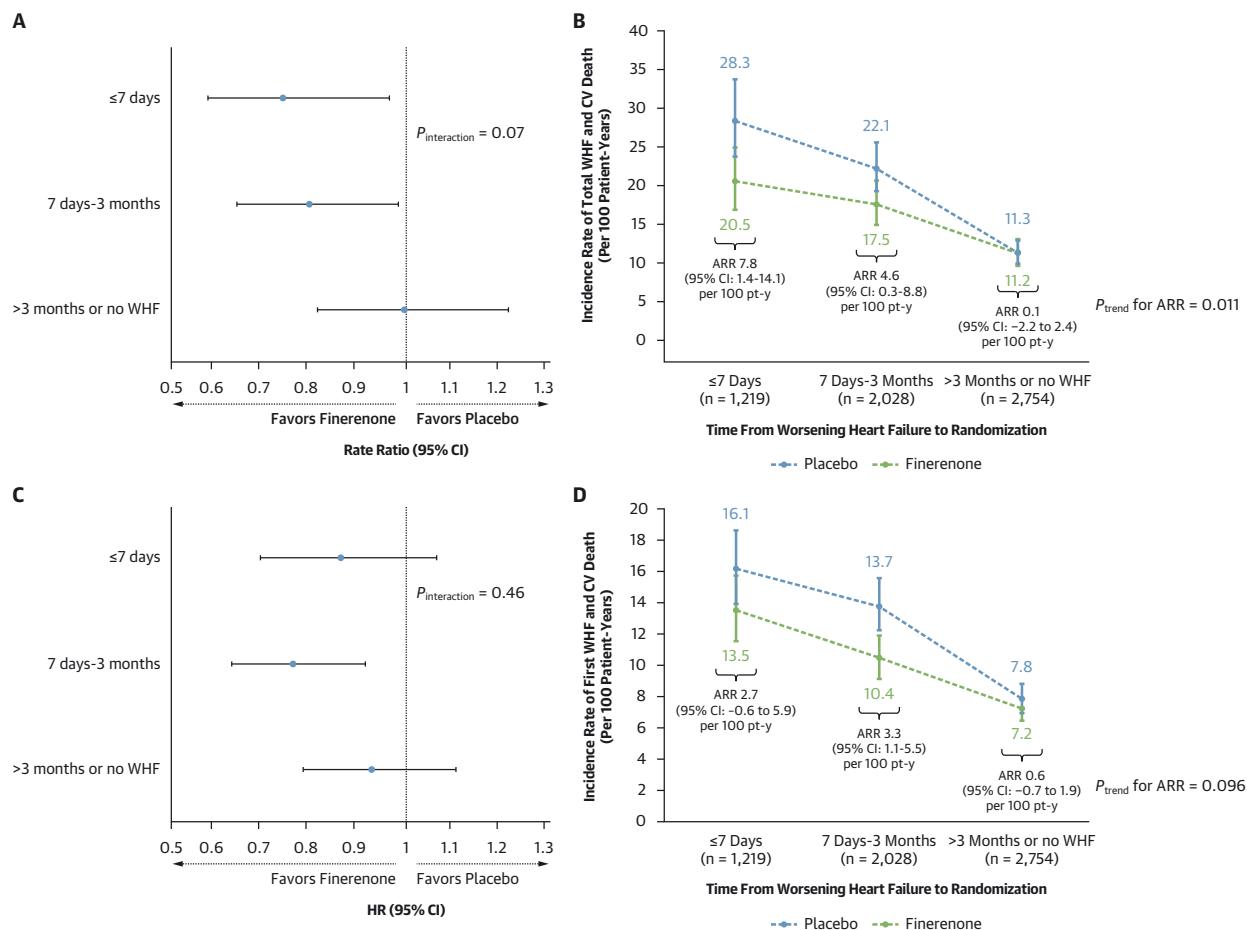 A
≤7 days
P interaction = 0.07
7 days-3 months
>3 months or no WHF
0.5 0.6 0.7 0.8 0.9 1 1.1 1.2 1.3
Favors Finerenone Favors Placebo
Rate Ratio (95% CI)
B
Incidence Rate of Total WHF and CV Death
(Per 100 Patient-Years)
40
35
30
25
20
15
10
5
0
28.3
22.1
11.3
20.5
17.5
11.2
ARR 7.8
(95% CI: 1.4-14.1)
per 100 pt-y
ARR 4.6
(95% CI: 0.3-8.8)
per 100 pt-y
ARR 0.1
(95% CI: −2.2 to 2.4)
per 100 pt-y
P trend for ARR = 0.011
≤7 Days 7 Days-3 Months >3 Months or no WHF
(n = 1,219) (n = 2,028) (n = 2,754)
Time From Worsening Heart Failure to Randomization
Placebo Finerenone
C
≤7 days
P interaction = 0.46
7 days-3 months
>3 months or no WHF
0.5 0.6 0.7 0.8 0.9 1 1.1 1.2 1.3
Favors Finerenone Favors Placebo
HR (95% CI)
D
Incidence Rate of First WHF and CV Death
(Per 100 Patient-Years)
20
18
16
14
12
10
8
6
4
2
0
16.1
13.7
7.8
13.5
10.4
7.2
ARR 2.7
(95% CI: −0.6 to 5.9)
per 100 pt-y
ARR 3.3
(95% CI: 1.1-5.5)
per 100 pt-y
ARR 0.6
(95% CI: −0.7 to 1.9)
per 100 pt-y
P trend for ARR = 0.096
≤7 Days 7 Days-3 Months >3 Months or no WHF
(n = 1,219) (n = 2,028) (n = 2,754)
Time From Worsening Heart Failure to Randomization
Placebo Finerenone